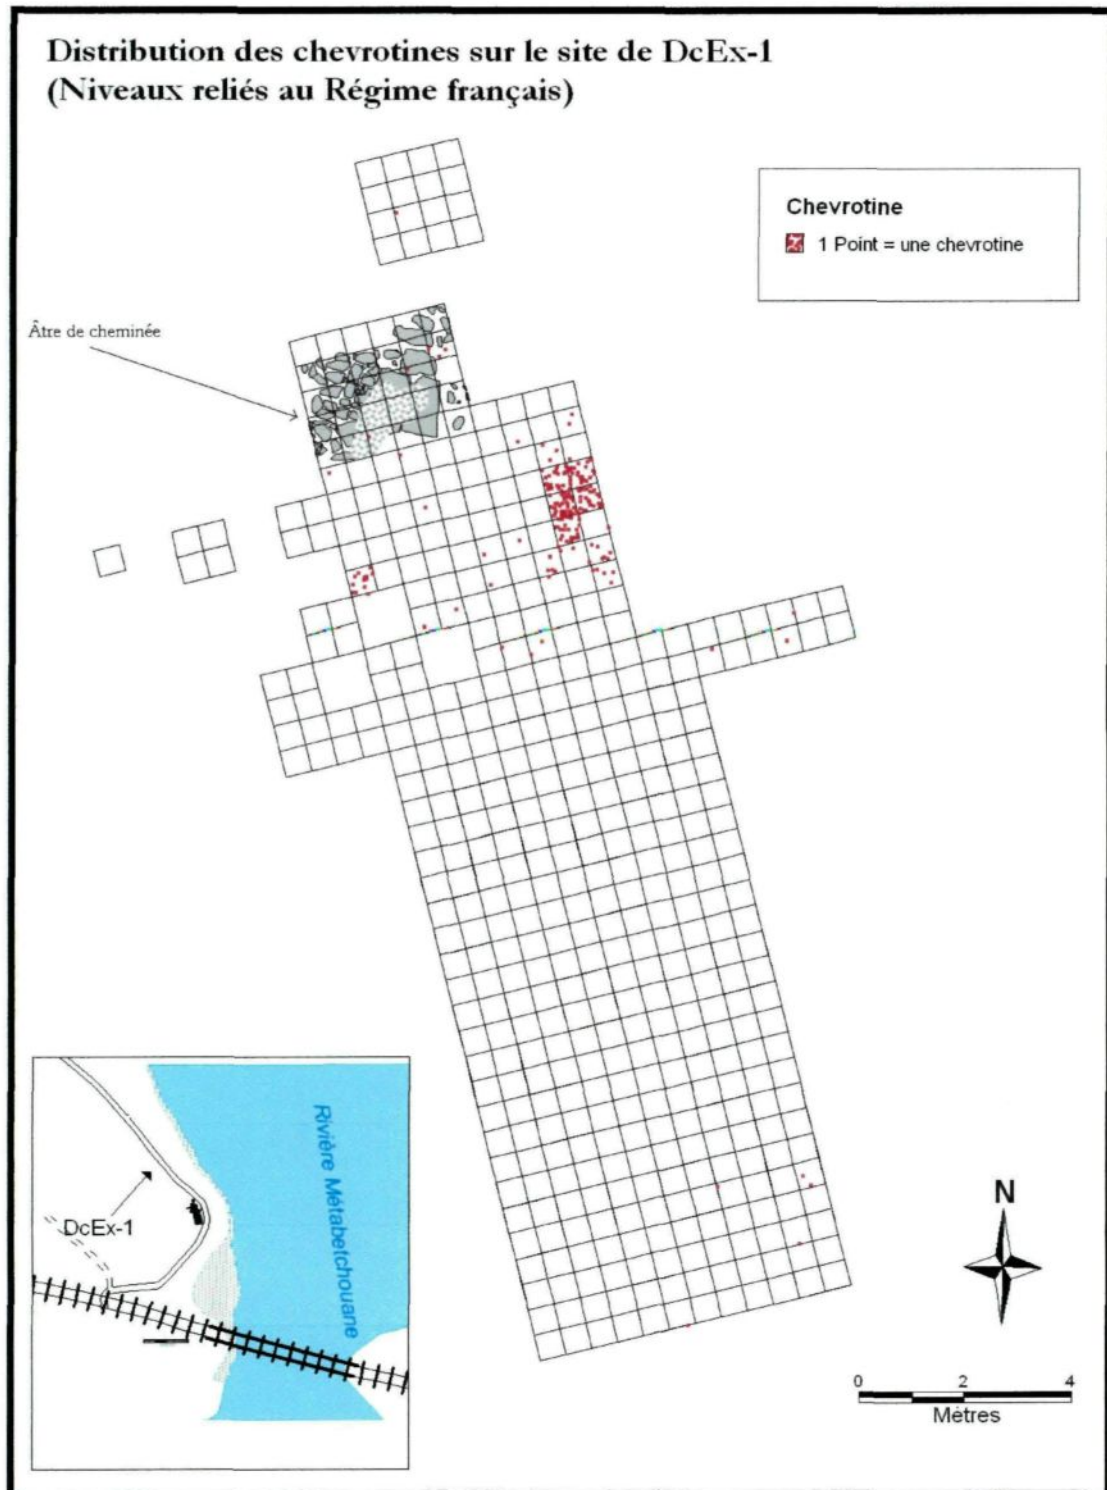 Distribution des chevrotines sur le site de DcEx-1
(Niveaux reliés au Régime français)
Chevrotine
1 Point = une chevrotine
Âtre de cheminée
Rivière Métabetchouane
DcEx-1
N
0 2 4
Mètres